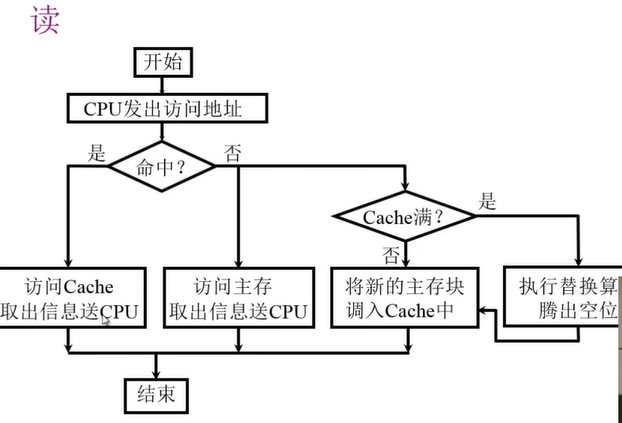 读
开始
CPU发出访问地址
命中?
是
否
Cache满?
是
否
访问Cache
取出信息送CPU
访问主存
取出信息送CPU
将新的主存块
调入Cache中
执行替换算
腾出空位
结束